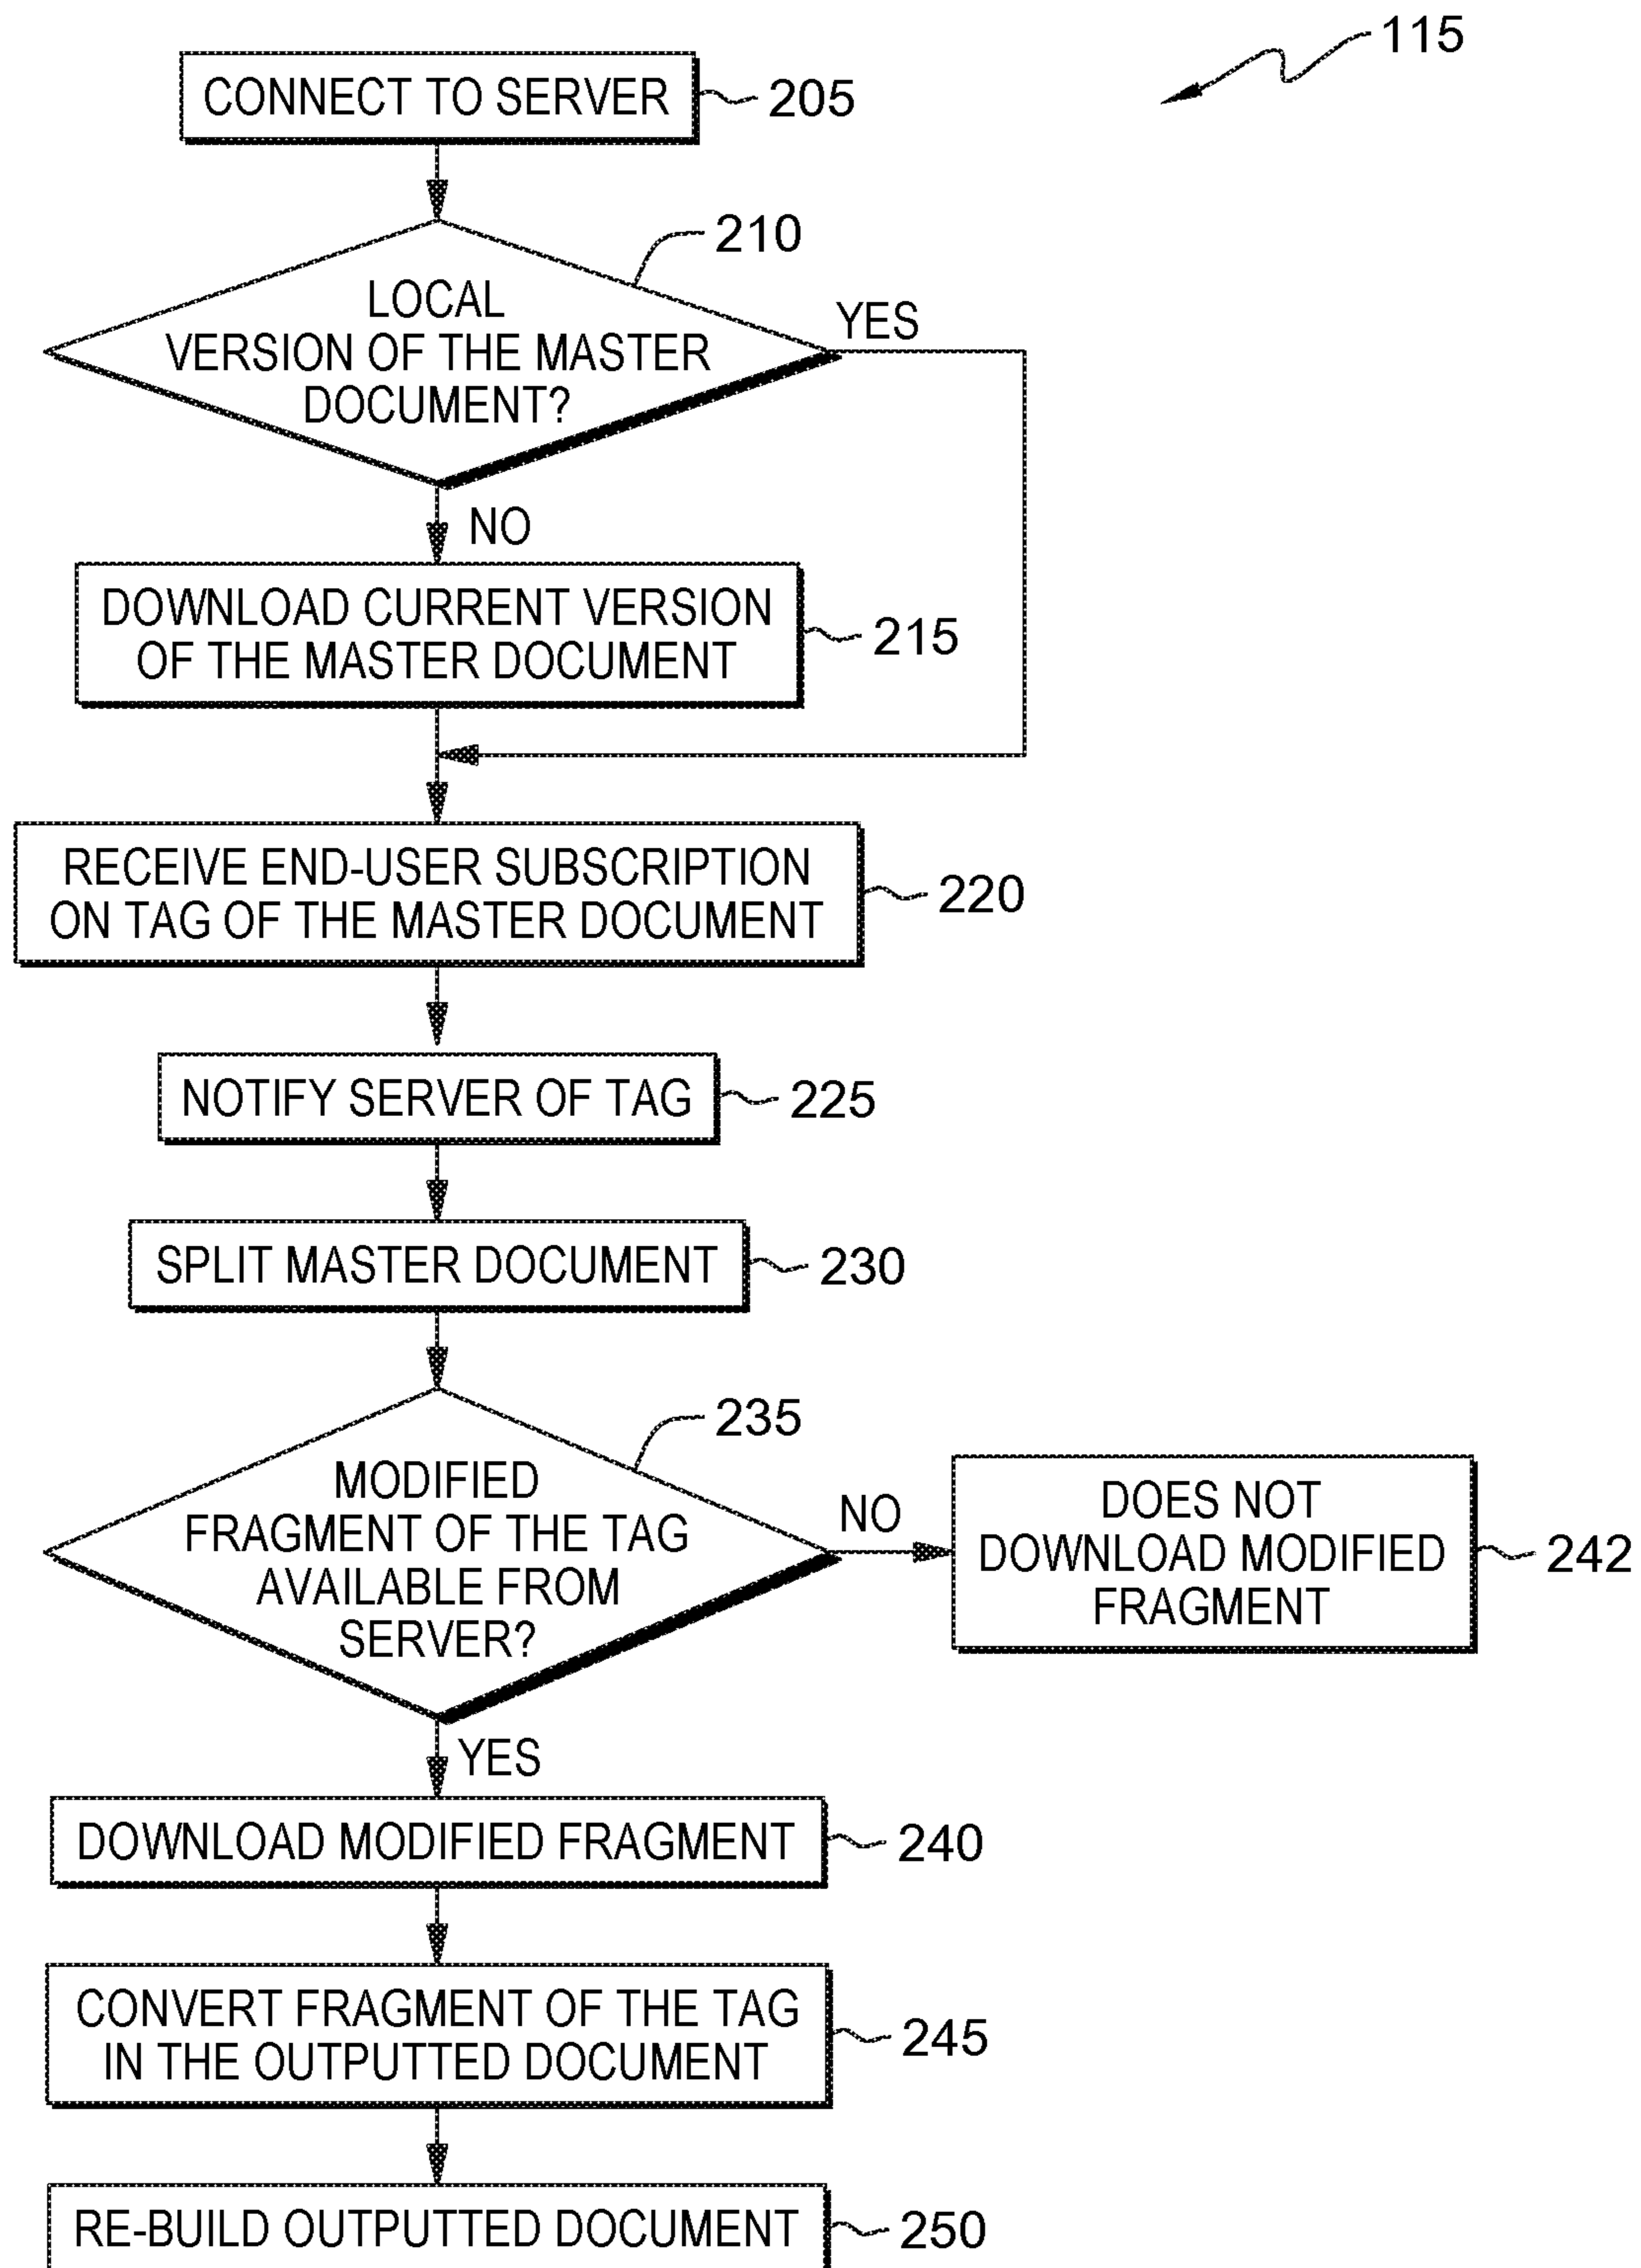 115
CONNECT TO SERVER
205
210
LOCAL
VERSION OF THE MASTER
DOCUMENT?
YES
NO
DOWNLOAD CURRENT VERSION
OF THE MASTER DOCUMENT
215
RECEIVE END-USER SUBSCRIPTION
ON TAG OF THE MASTER DOCUMENT
220
NOTIFY SERVER OF TAG
225
SPLIT MASTER DOCUMENT
230
235
MODIFIED
FRAGMENT OF THE TAG
AVAILABLE FROM
SERVER?
NO
DOES NOT
DOWNLOAD MODIFIED
FRAGMENT
242
YES
DOWNLOAD MODIFIED FRAGMENT
240
CONVERT FRAGMENT OF THE TAG
IN THE OUTPUTTED DOCUMENT
245
RE-BUILD OUTPUTTED DOCUMENT
250